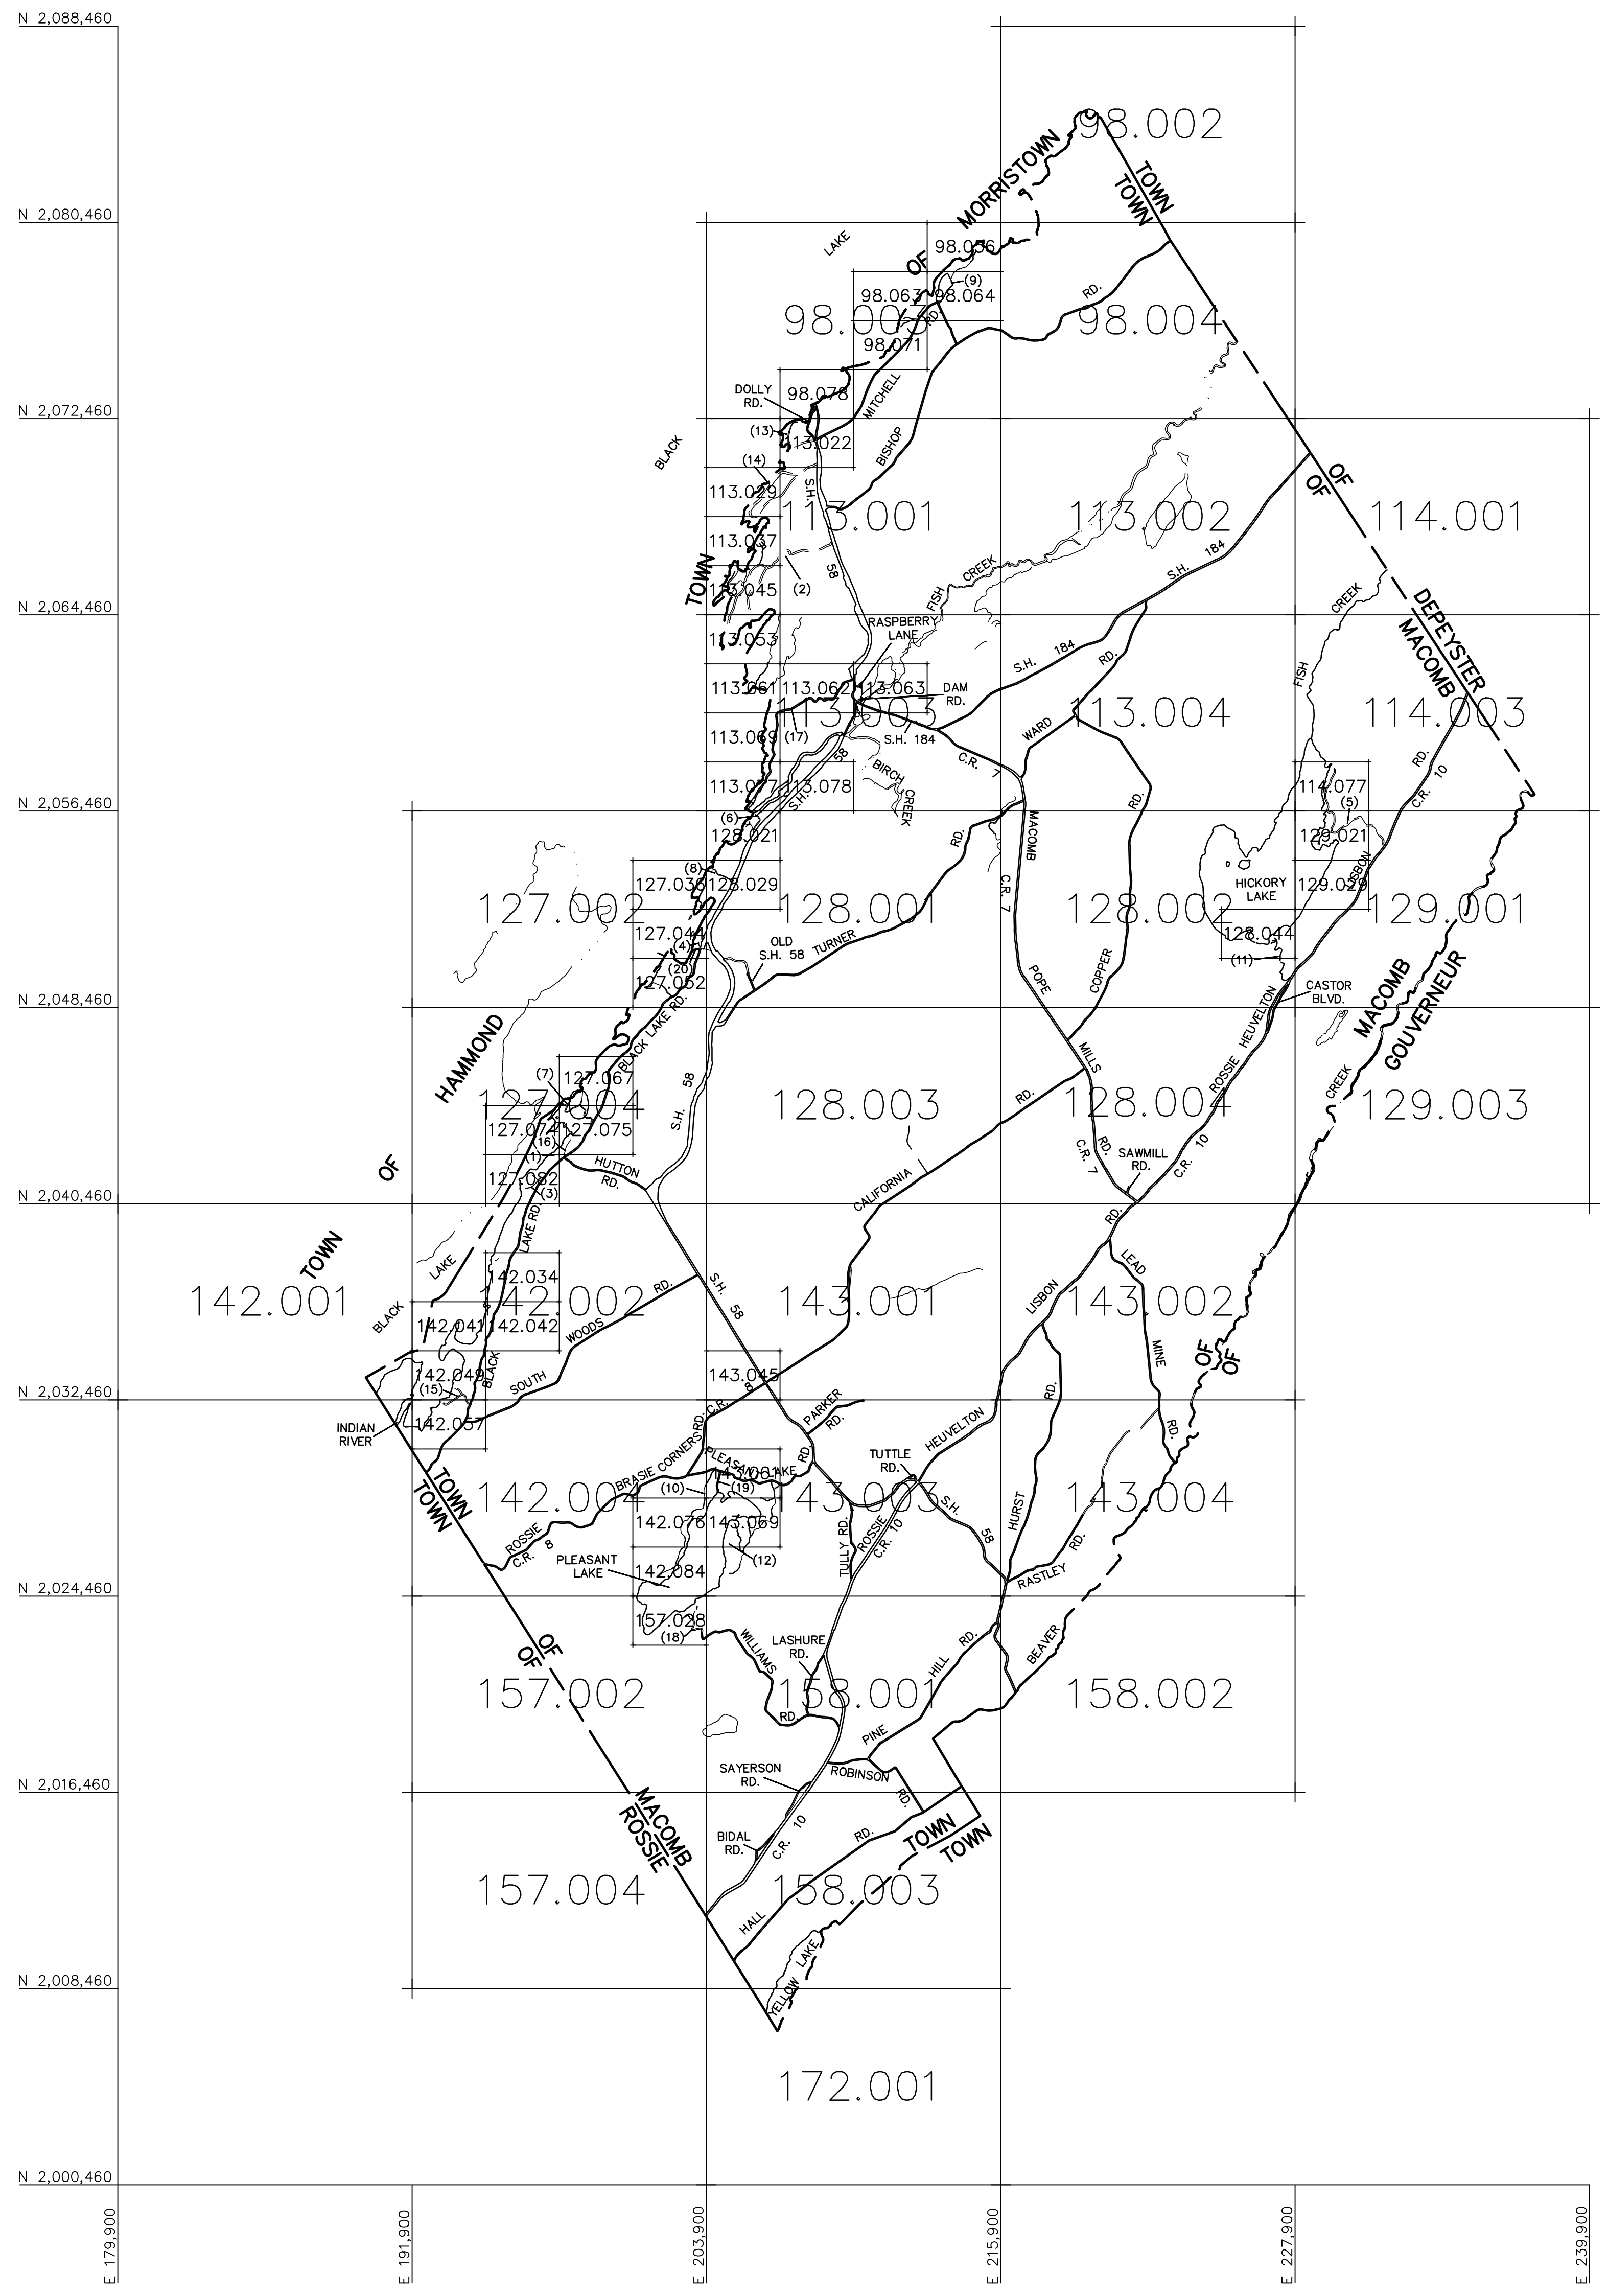 N 2,088,460
98.002
MORRISTOWN
TOWN
TOWN
N 2,080,460
LAKE
OF
98.056
(9)
98.063
98.064
RD.
RD.
98.003
98.004
98.071
DOLLY
RD.
98.078
MITCHELL
N 2,072,460
(13)
113.022
BLACK
BISHOP
(14)
OF
OF
113.029
S.H.
113.001
113.002
114.001
113.037
184
TOWN
58
CREEK
S.H.
113.045
(2)
FISH
CREEK
N 2,064,460
RASPBERRY
LANE
DEPEYSTER
MACOMB
113.053
184
S.H.
RD.
FISH
113.061
113.062
113.063
DAM
RD.
113.003
113.004
114.003
113.069
(17)
S.H. 184
WARD
58
C.R. 7
RD.
10
BIRCH
CREEK
113.077
113.078
S.H.
RD.
114.077
C.R.
(5)
N 2,056,460
(6)
128.021
MACOMB
129.021
RD.
LISBON
(8)
127.036
128.029
C.R. 7
HICKORY
LAKE
129.029
127.002
128.001
128.002
129.001
127.044
128.044
(4)
OLD
S.H. 58
TURNER
(11)
(20)
127.052
POPE
COPPER
MACOMB
GOUVERNEUR
CASTOR
BLVD.
N 2,048,460
HEUVELTON
HAMMOND
BLACK LAKE RD.
MILLS
ROSSIE
(7)
127.067
58
RD.
CREEK
127.004
128.003
128.004
129.003
127.074
127.075
S.H.
(16)
(1)
RD.
C.R. 7
C.R. 10
OF
HUTTON
RD.
SAWMILL
RD.
127.082
(3)
CALIFORNIA
N 2,040,460
LAKE RD.
RD.
TOWN
LAKE
LEAD
142.034
RD.
S.H. 58
LISBON
142.001
142.002
143.001
143.002
BLACK
142.041
142.042
WOODS
MINE
OF
OF
142.049
BLACK
143.045
(15)
SOUTH
RD.
N 2,032,460
C.R. 8
PARKER
RD.
INDIAN
RIVER
142.057
RD.
HEUVELTON
RD.
BRASIE CORNERS
PLEASANT LAKE
RD.
TUTTLE
RD.
143.061
TOWN
TOWN
(10)
(19)
142.004
143.004
S.H. 58
HURST
142.076
143.069
TULLY RD.
ROSSIE
C.R. 10
ROSSIE
C.R. 8
RD.
PLEASANT
LAKE
(12)
142.084
RASTLEY
N 2,024,460
157.028
(18)
WILLIAMS
LASHURE
RD.
HILL
RD.
BEAVER
OF
OF
157.002
158.001
158.002
RD.
PINE
SAYERSON
RD.
ROBINSON
N 2,016,460
RD.
MACOMB
ROSSIE
BIDAL
RD.
C.R. 10
RD.
TOWN
TOWN
157.004
158.003
HALL
YELLOW LAKE
N 2,008,460
172.001
N 2,000,460
E 179,900
E 191,900
E 203,900
E 215,900
E 227,900
E 239,900